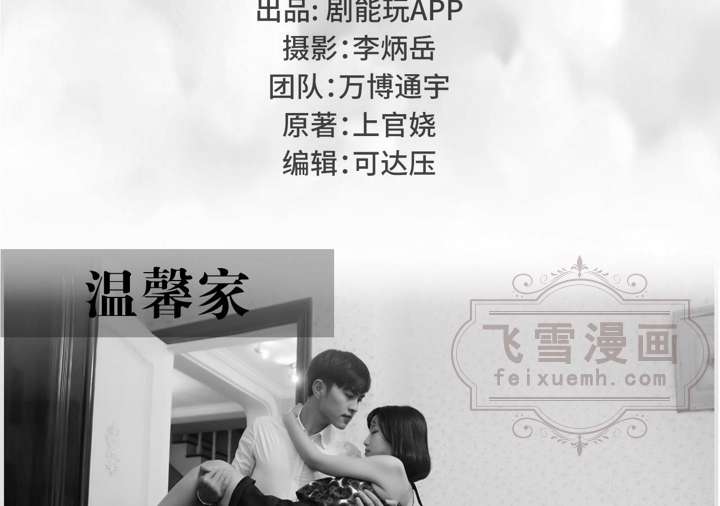 出品: 剧能玩APP
摄影:李炳岳
团队:万博通宇
原著:上官娆
编辑:可达压
温馨家
飞雪漫画
feixuemh.com